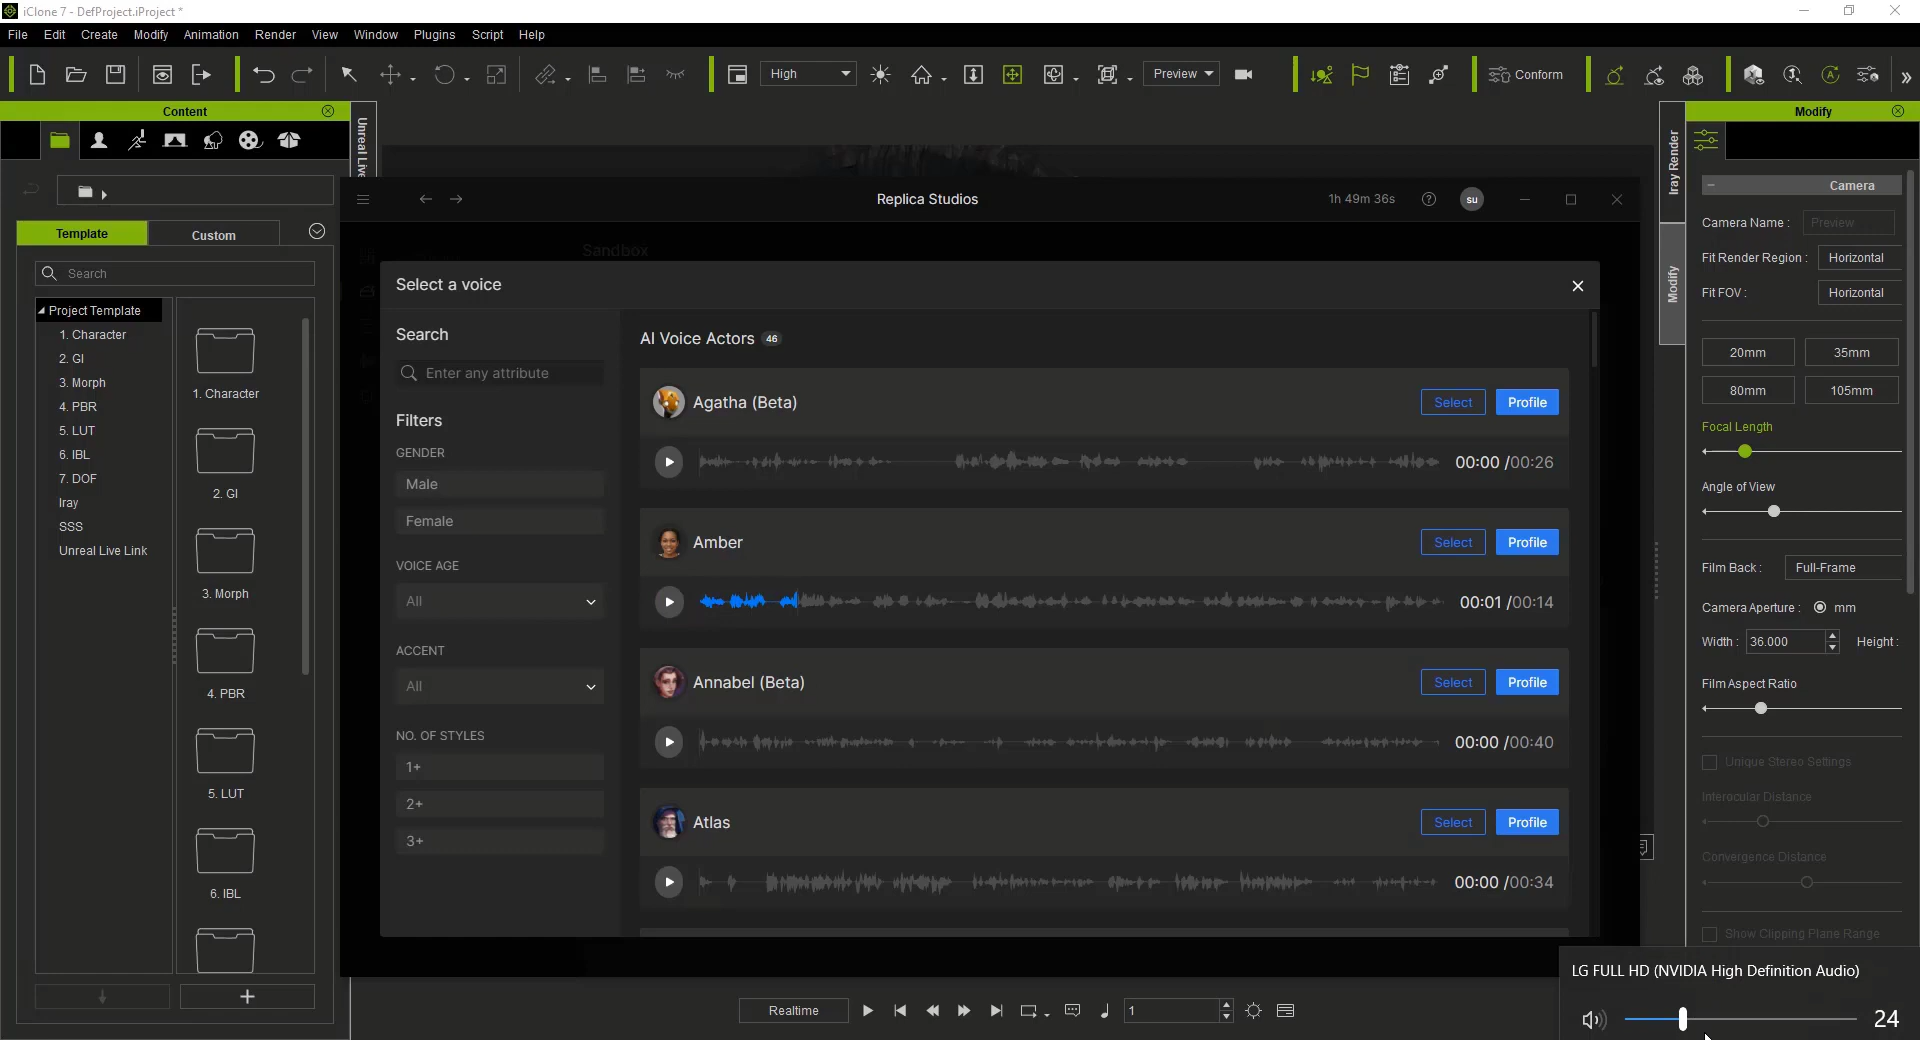 iClone 7 - DefProject.iProject *
File Edit Create Modify Animation Render View Window Plugins Script Help
High
Preview
Conform
Content
Template
Custom
Search
Project Template
1. Character
2. GI
3. Morph
4. PBR
5. LUT
6. IBL
7. DOF
Iray
SSS
Unreal Live Link
1. Character
2. GI
3. Morph
4. PBR
5. LUT
6. IBL
Unreal Live
Replica Studios
1h 49m 36s
su
Sandbox
Select a voice
Search
Enter any attribute
Filters
GENDER
Male
Female
VOICE AGE
All
ACCENT
All
NO. OF STYLES
1+
2+
3+
AI Voice Actors 46
Agatha (Beta)
Select Profile
00:00 /00:26
Amber
Select Profile
00:01 /00:14
Annabel (Beta)
Select Profile
00:00 /00:40
Atlas
Select Profile
00:00 /00:34
Realtime
1
Iray Render
Modify
Modify
Camera
Camera Name : Preview
Fit Render Region : Horizontal
Fit FOV : Horizontal
20mm 35mm
80mm 105mm
Focal Length
Angle of View
Film Back : Full-Frame
Camera Aperture : mm
Width : 36.000 Height :
Film Aspect Ratio
Unique Stereo Settings
Interocular Distance
Convergence Distance
Show Clipping Plane Range
LG FULL HD (NVIDIA High Definition Audio)
24